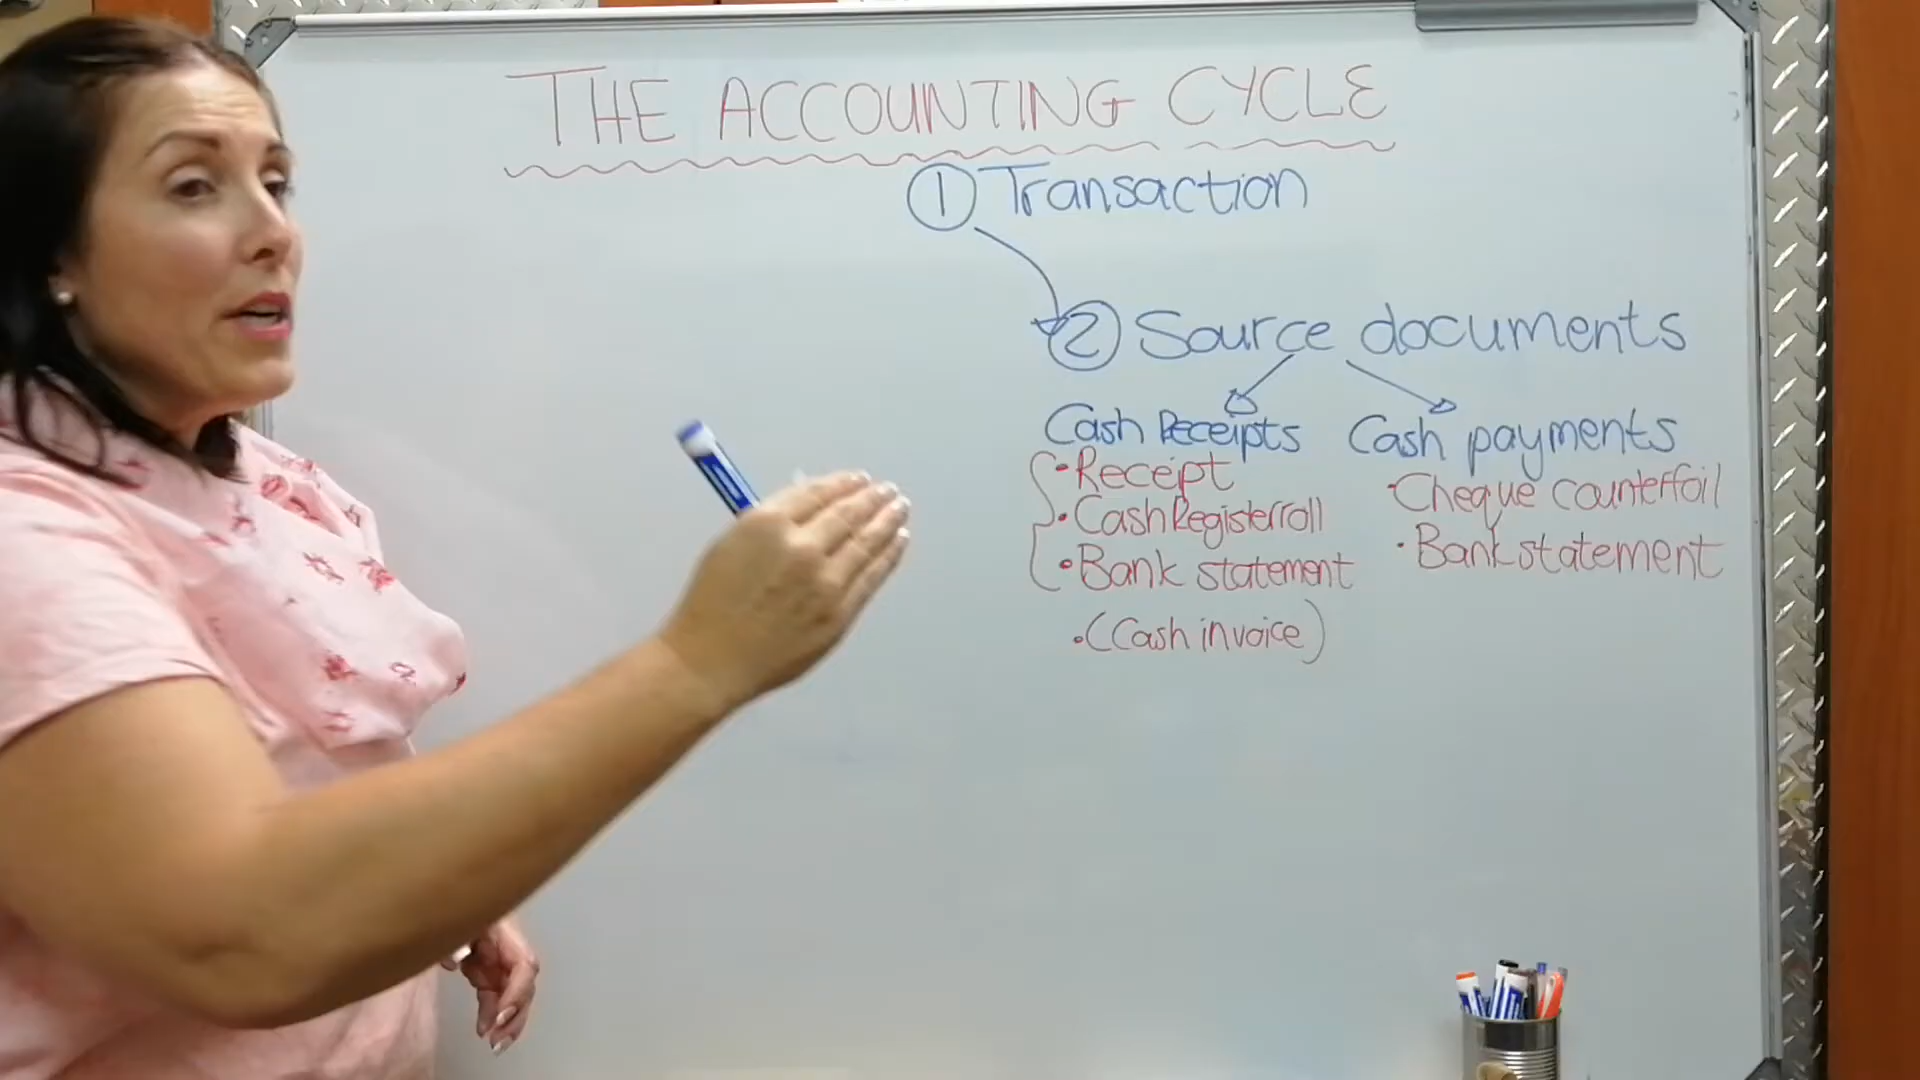 THE ACCOUNTING CYCLE
① Transaction
② Source documents
Cash Receipts
• Receipt
• Cash Register roll
• Bank statement
• (Cash invoice)
Cash payments
• Cheque counterfoil
• Bank statement